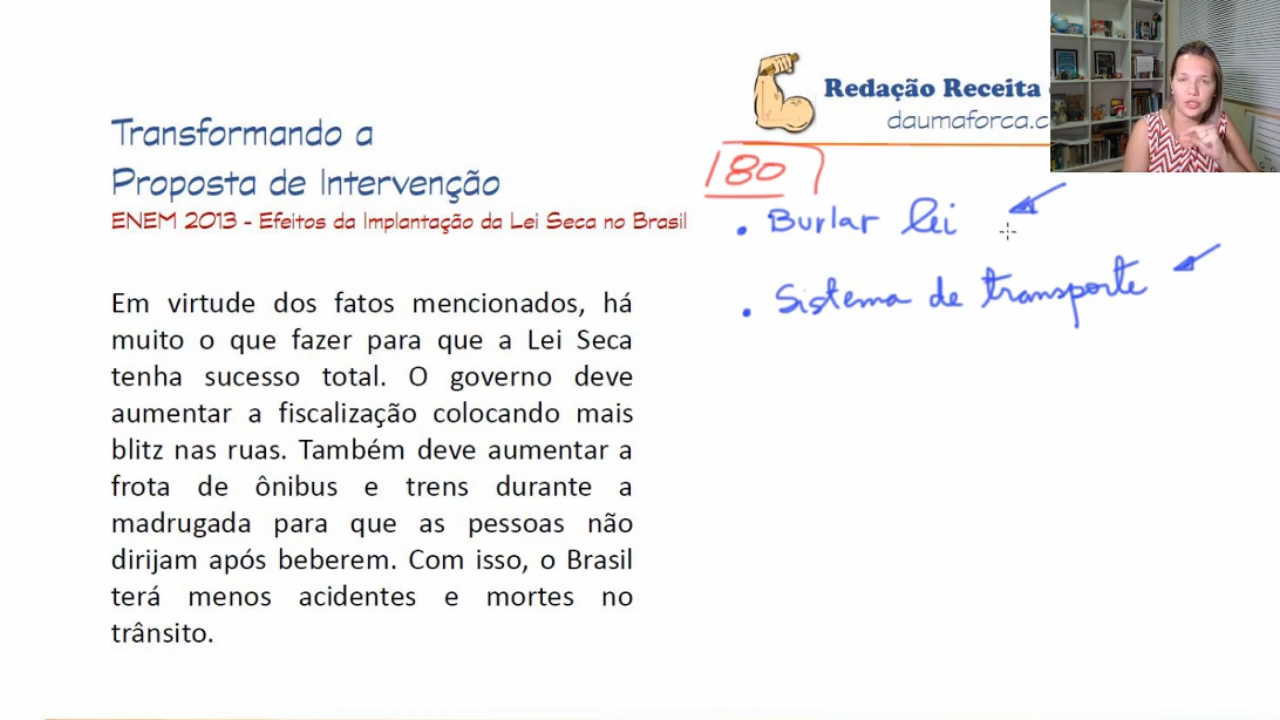 Redação Receita
daumaforca.c
Transformando a
Proposta de Intervenção
ENEM 2013 - Efeitos da Implantação da Lei Seca no Brasil
180
• Burlar lei
• Sistema de transporte
Em virtude dos fatos mencionados, há
muito o que fazer para que a Lei Seca
tenha sucesso total. O governo deve
aumentar a fiscalização colocando mais
blitz nas ruas. Também deve aumentar a
frota de ônibus e trens durante a
madrugada para que as pessoas não
dirijam após beberem. Com isso, o Brasil
terá menos acidentes e mortes no
trânsito.